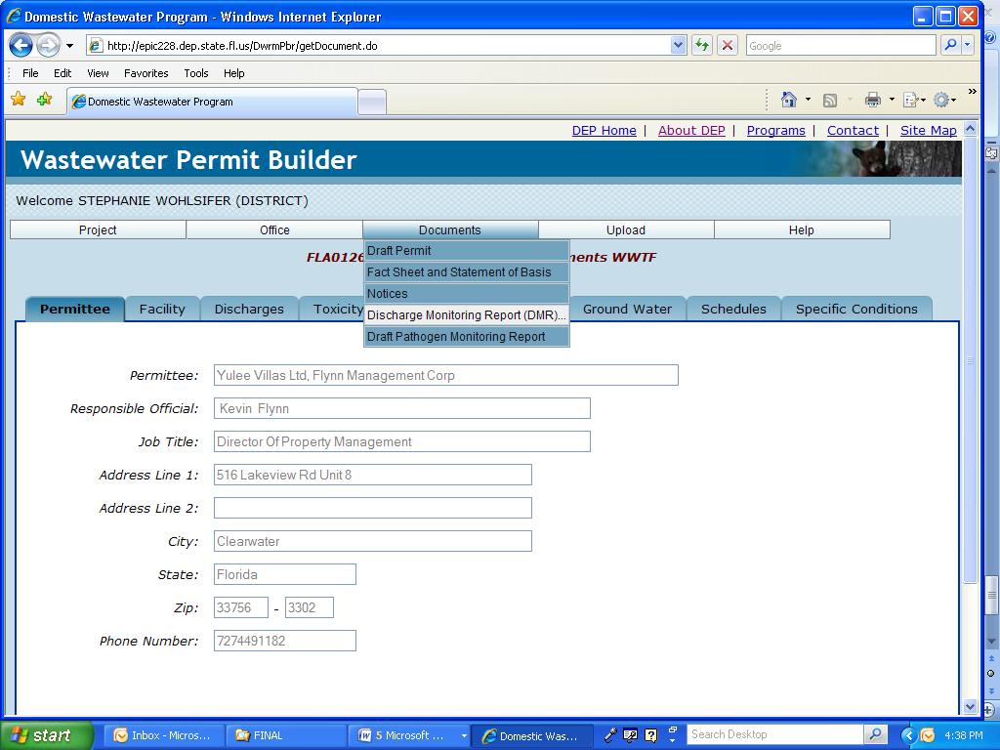 Domestic Wastewater Program - Windows Internet Explorer
http://epic228.dep.state.fl.us/DwrmPbr/getDocument.do
Google
File Edit View Favorites Tools Help
Domestic Wastewater Program
DEP Home | About DEP | Programs | Contact | Site Map
Wastewater Permit Builder
Welcome STEPHANIE WOHLSIFER (DISTRICT)
Project Office Documents Upload Help
FLA0126 WWTF
Draft Permit
Fact Sheet and Statement of Basis
Notices
Discharge Monitoring Report (DMR)...
Draft Pathogen Monitoring Report
Permittee Facility Discharges Toxicity Ground Water Schedules Specific Conditions
Permittee: Yulee Villas Ltd, Flynn Management Corp
Responsible Official: Kevin Flynn
Job Title: Director Of Property Management
Address Line 1: 516 Lakeview Rd Unit 8
Address Line 2:
City: Clearwater
State: Florida
Zip: 33756 - 3302
Phone Number: 7274491182
start Inbox - Micros... FINAL 5 Microsoft ... Domestic Was... Search Desktop 4:38 PM